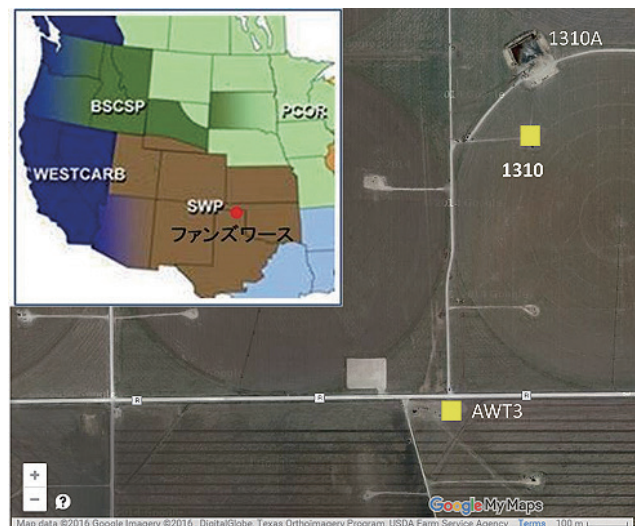 BSCSP
PCOR
WESTCARB
SWP
ファンズワース
1310A
1310
AWT3
+
−
?
Google My Maps
Map data ©2016 Google Imagery ©2016 , DigitalGlobe, Texas Orthoimagery Program, USDA Farm Service Agency Terms 100 m